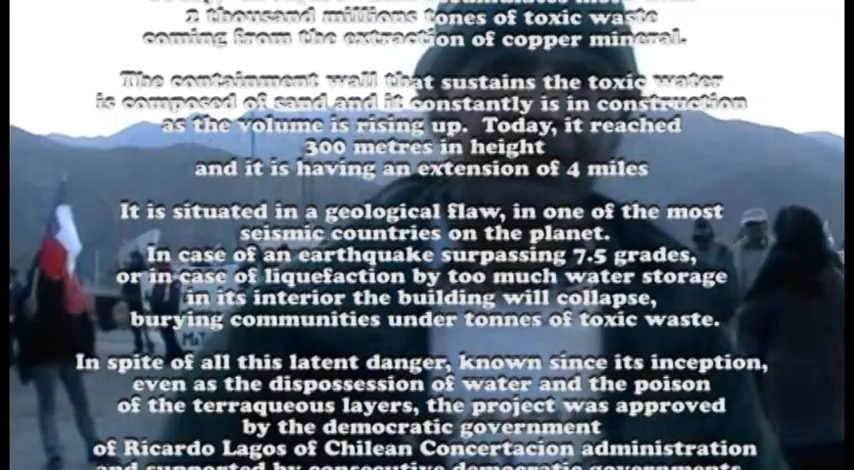 2 thousand millions tones of toxic waste
coming from the extraction of copper mineral.
The containment wall that sustains the toxic water
is composed of sand and it constantly is in construction
as the volume is rising up. Today, it reached
300 metres in height
and it is having an extension of 4 miles
It is situated in a geological flaw, in one of the most
seismic countries on the planet.
In case of an earthquake surpassing 7.5 grades,
or in case of liquefaction by too much water storage
in its interior the building will collapse,
burying communities under tonnes of toxic waste.
In spite of all this latent danger, known since its inception,
even as the dispossession of water and the poison
of the terraqueous layers, the project was approved
by the democratic government
of Ricardo Lagos of Chilean Concertacion administration
and supported by consecutive democratic governments